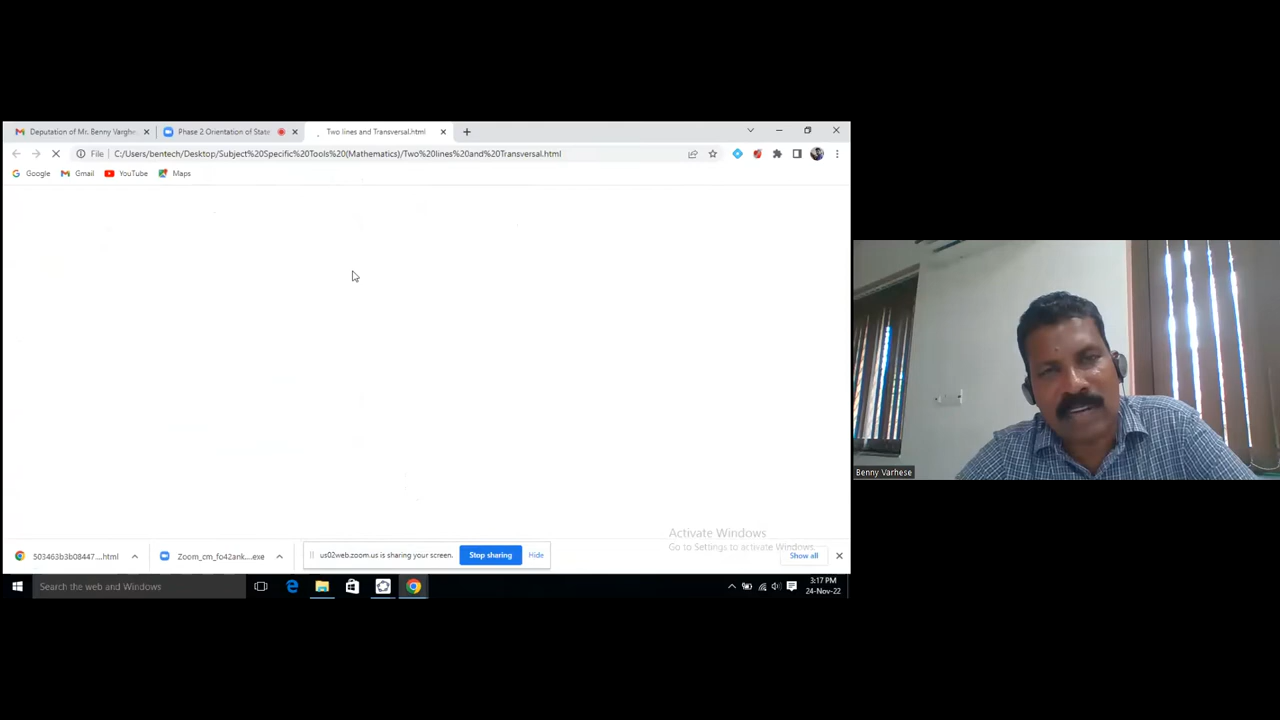 Deputation of Mr. Benny Varghe
Phase 2 Orientation of State
Two lines and Transversal.html
File
C:/Users/bentech/Desktop/Subject%20Specific%20Tools%20(Mathematics)/Two%20lines%20and%20Transversal.html
Google
Gmail
YouTube
Maps
Benny Varhese
Activate Windows
Go to Settings to activate Windows.
503463b3b08447....html
Zoom_cm_fo42ank....exe
us02web.zoom.us is sharing your screen.
Stop sharing
Hide
Show all
Search the web and Windows
3:17 PM
24-Nov-22